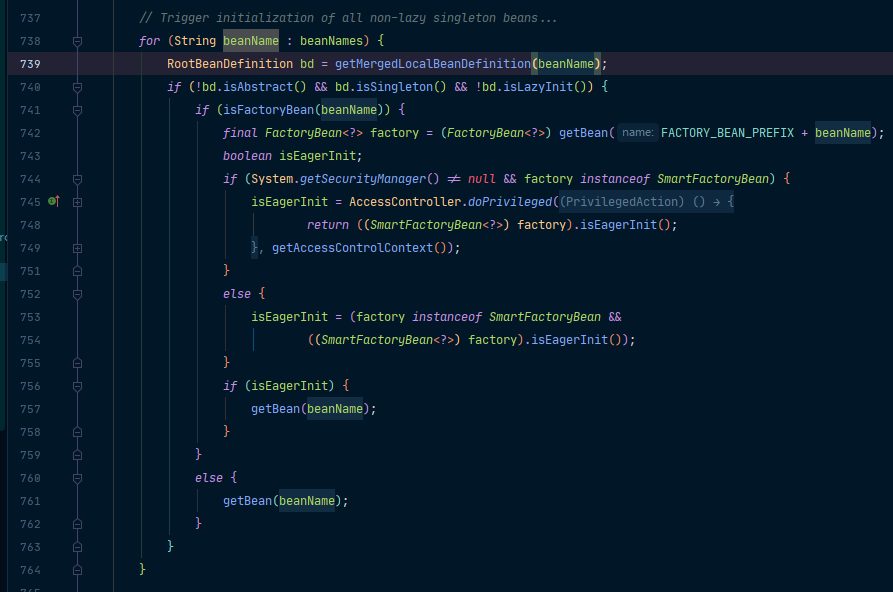 737 // Trigger initialization of all non-lazy singleton beans...
738 for (String beanName : beanNames) {
739 RootBeanDefinition bd = getMergedLocalBeanDefinition(beanName);
740 if (!bd.isAbstract() && bd.isSingleton() && !bd.isLazyInit()) {
741 if (isFactoryBean(beanName)) {
742 final FactoryBean<?> factory = (FactoryBean<?>) getBean( name: FACTORY_BEAN_PREFIX + beanName);
743 boolean isEagerInit;
744 if (System.getSecurityManager() != null && factory instanceof SmartFactoryBean) {
745 isEagerInit = AccessController.doPrivileged((PrivilegedAction) () → {
748 return ((SmartFactoryBean<?>) factory).isEagerInit();
749 }, getAccessControlContext());
751 }
752 else {
753 isEagerInit = (factory instanceof SmartFactoryBean &&
754 ((SmartFactoryBean<?>) factory).isEagerInit());
755 }
756 if (isEagerInit) {
757 getBean(beanName);
758 }
759 }
760 else {
761 getBean(beanName);
762 }
763 }
764 }